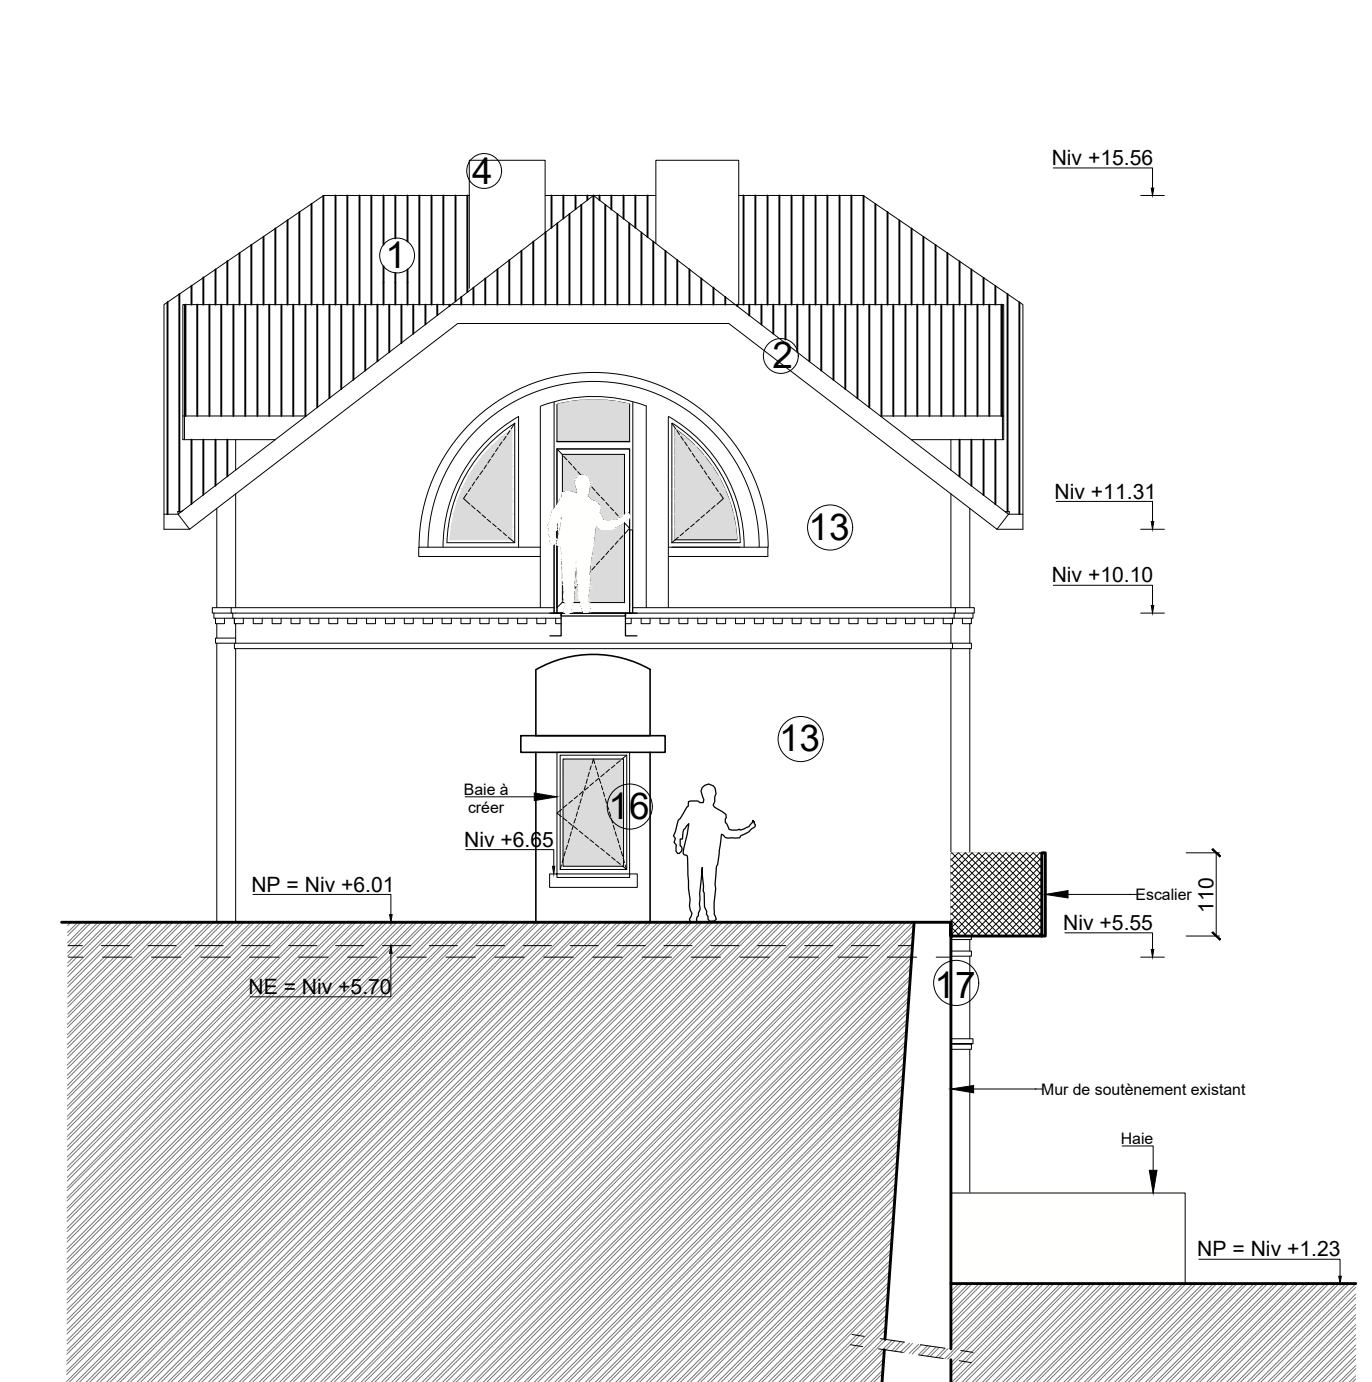 Niv +15.56
4
1
2
Niv +11.31
13
Niv +10.10
13
Baie à
créer
16
Niv +6.65
NP = Niv +6.01
Escalier
110
Niv +5.55
NE = Niv +5.70
17
Mur de soutènement existant
Haie
NP = Niv +1.23